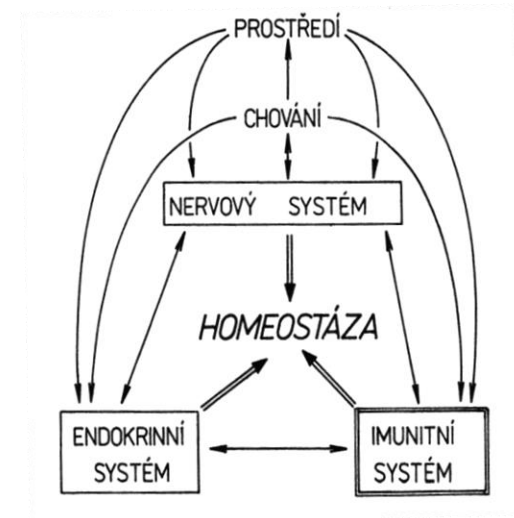 PROSTŘEDÍ
CHOVÁNÍ
NERVOVÝ SYSTÉM
HOMEOSTÁZA
ENDOKRINNÍ
SYSTÉM
IMUNITNÍ
SYSTÉM